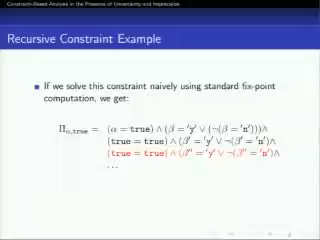 Constraint-Based Analysis in the Presence of Uncertainty and Imprecision
Recursive Constraint Example
If we solve this constraint naively using standard fix-point
computation, we get:
Πα,true = (α = true) ∧ (β = 'y' ∨ (¬(β = 'n')))∧
(true = true) ∧ (β' = 'y' ∨ ¬(β' = 'n')∧
(true = true) ∧ (β'' = 'y' ∨ ¬(β'' = 'n')∧
...